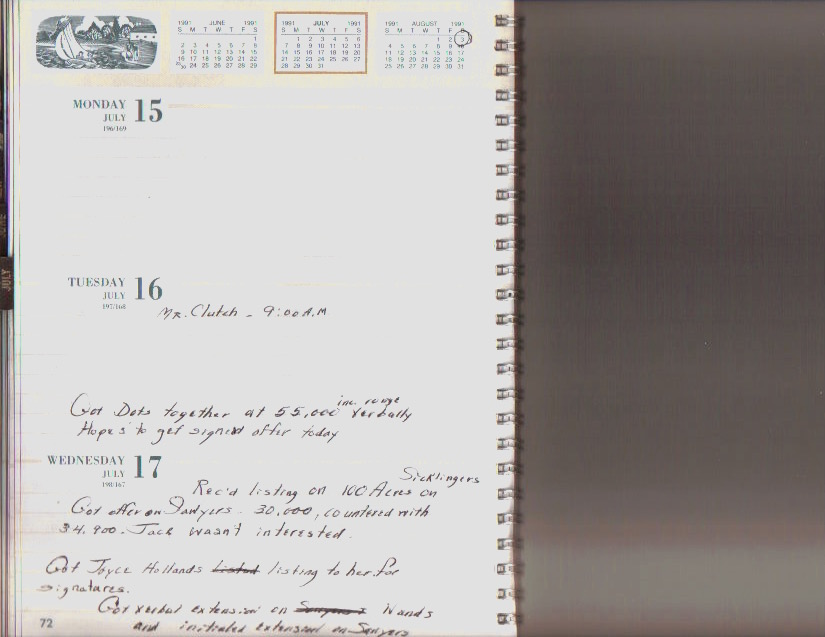 1991 JUNE 1991
S M T W T F S
1
2 3 4 5 6 7 8
9 10 11 12 13 14 15
16 17 18 19 20 21 22
23/30 24 25 26 27 28 29
1991 JULY 1991
S M T W T F S
1 2 3 4 5 6
7 8 9 10 11 12 13
14 15 16 17 18 19 20
21 22 23 24 25 26 27
28 29 30 31
1991 AUGUST 1991
S M T W T F S
1 2 3
4 5 6 7 8 9 10
11 12 13 14 15 16 17
18 19 20 21 22 23 24
25 26 27 28 29 30 31
MONDAY 15
JULY
196/169
TUESDAY 16
JULY
197/168
Mr. Clutch - 9:00 A.M
inc. range
Got Dots together at 55,000 verbally
Hope's to get signed offer today
WEDNESDAY 17
JULY
198/167
Sicklingers
Rec'd listing on 100 Acres on
Got offer on Sawyers. 30,000, countered with
34,900. Jack wasn't interested.
Got Joyce Hollands listed listing to her for
signatures.
Got verbal extension on Sawyers Wands
and initialed extension on Sawyers
72
JULY